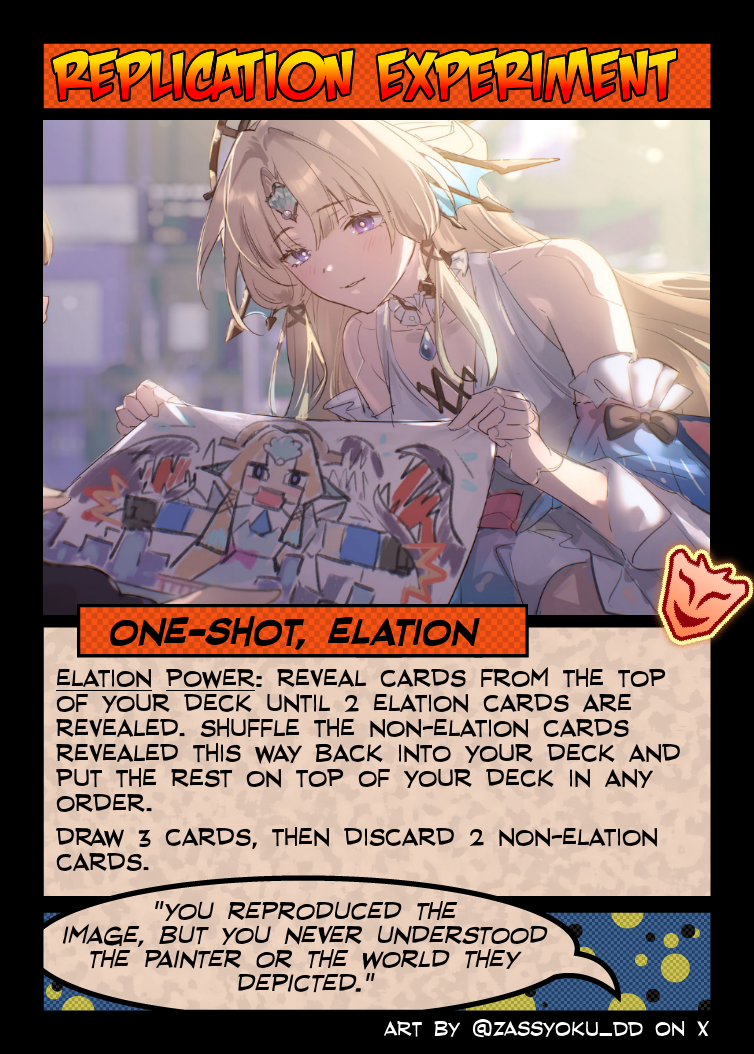 REPLICATION EXPERIMENT
ONE-SHOT, ELATION
ELATION POWER: REVEAL CARDS FROM THE TOP
OF YOUR DECK UNTIL 2 ELATION CARDS ARE
REVEALED. SHUFFLE THE NON-ELATION CARDS
REVEALED THIS WAY BACK INTO YOUR DECK AND
PUT THE REST ON TOP OF YOUR DECK IN ANY
ORDER.
DRAW 3 CARDS, THEN DISCARD 2 NON-ELATION
CARDS.
"YOU REPRODUCED THE
IMAGE, BUT YOU NEVER UNDERSTOOD
THE PAINTER OR THE WORLD THEY
DEPICTED."
ART BY @ZASSYOKU_DD ON X